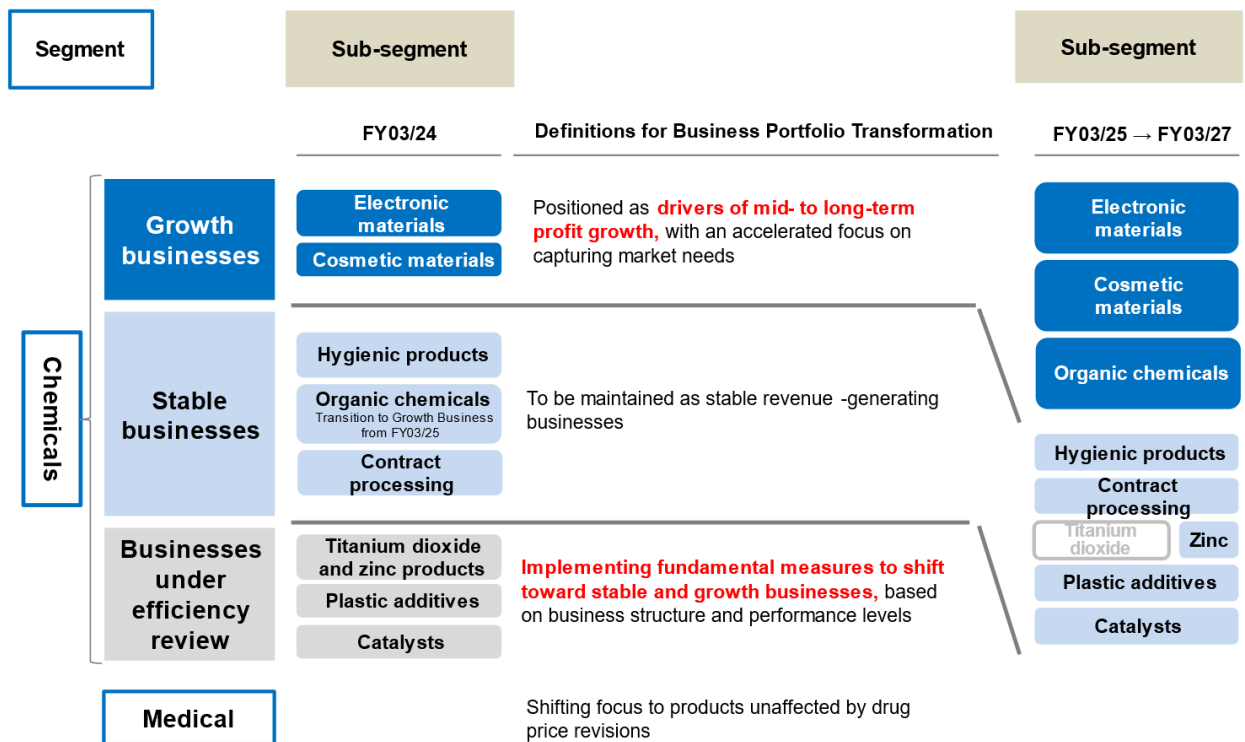 Segment
Sub-segment
Sub-segment
FY03/24
Definitions for Business Portfolio Transformation
FY03/25 → FY03/27
Chemicals
Growth
businesses
Electronic
materials
Cosmetic materials
Positioned as drivers of mid- to long-term
profit growth, with an accelerated focus on
capturing market needs
Electronic
materials
Cosmetic
materials
Organic chemicals
Stable
businesses
Hygienic products
Organic chemicals
Transition to Growth Business
from FY03/25
Contract
processing
To be maintained as stable revenue -generating
businesses
Hygienic products
Contract
processing
Businesses
under
efficiency
review
Titanium dioxide
and zinc products
Plastic additives
Catalysts
Implementing fundamental measures to shift
toward stable and growth businesses, based
on business structure and performance levels
Titanium
dioxide
Zinc
Plastic additives
Catalysts
Medical
Shifting focus to products unaffected by drug
price revisions